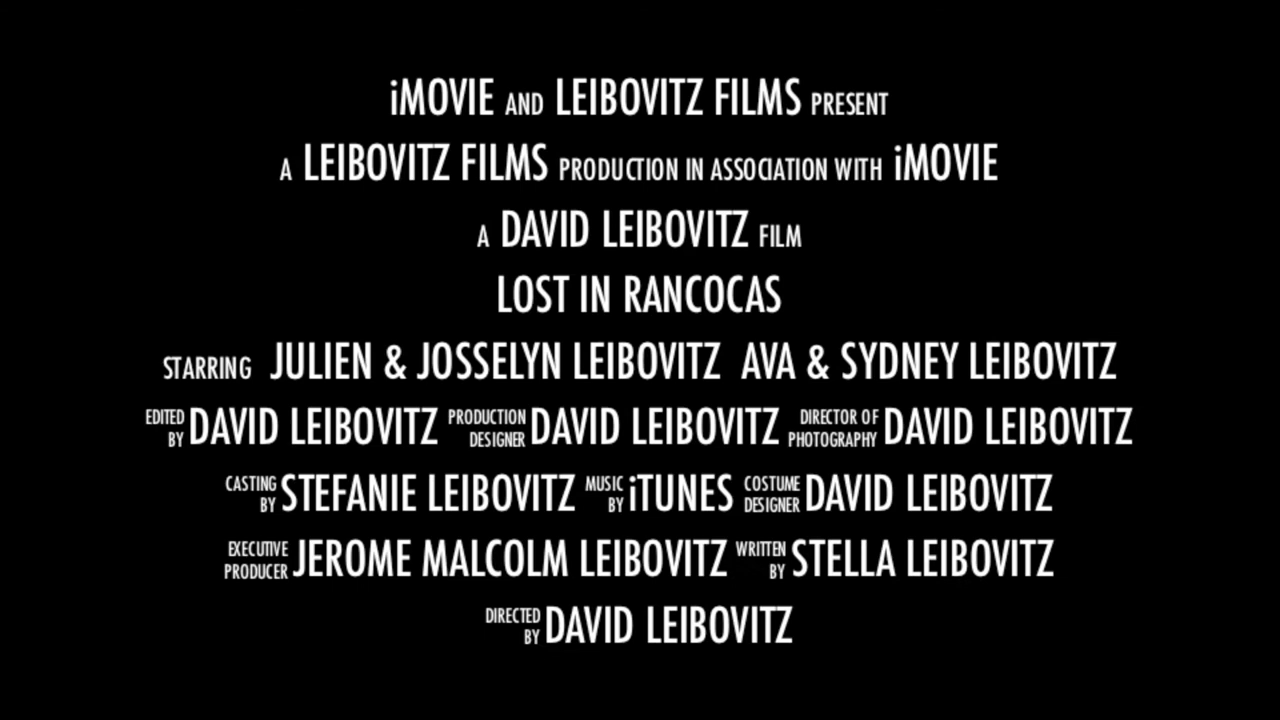 iMOVIE AND LEIBOVITZ FILMS PRESENT
A LEIBOVITZ FILMS PRODUCTION IN ASSOCIATION WITH iMOVIE
A DAVID LEIBOVITZ FILM
LOST IN RANCOCAS
STARRING JULIEN & JOSSELYN LEIBOVITZ AVA & SYDNEY LEIBOVITZ
EDITED BY DAVID LEIBOVITZ PRODUCTION DESIGNER DAVID LEIBOVITZ DIRECTOR OF PHOTOGRAPHY DAVID LEIBOVITZ
CASTING BY STEFANIE LEIBOVITZ MUSIC BY iTUNES COSTUME DESIGNER DAVID LEIBOVITZ
EXECUTIVE PRODUCER JEROME MALCOLM LEIBOVITZ WRITTEN BY STELLA LEIBOVITZ
DIRECTED BY DAVID LEIBOVITZ